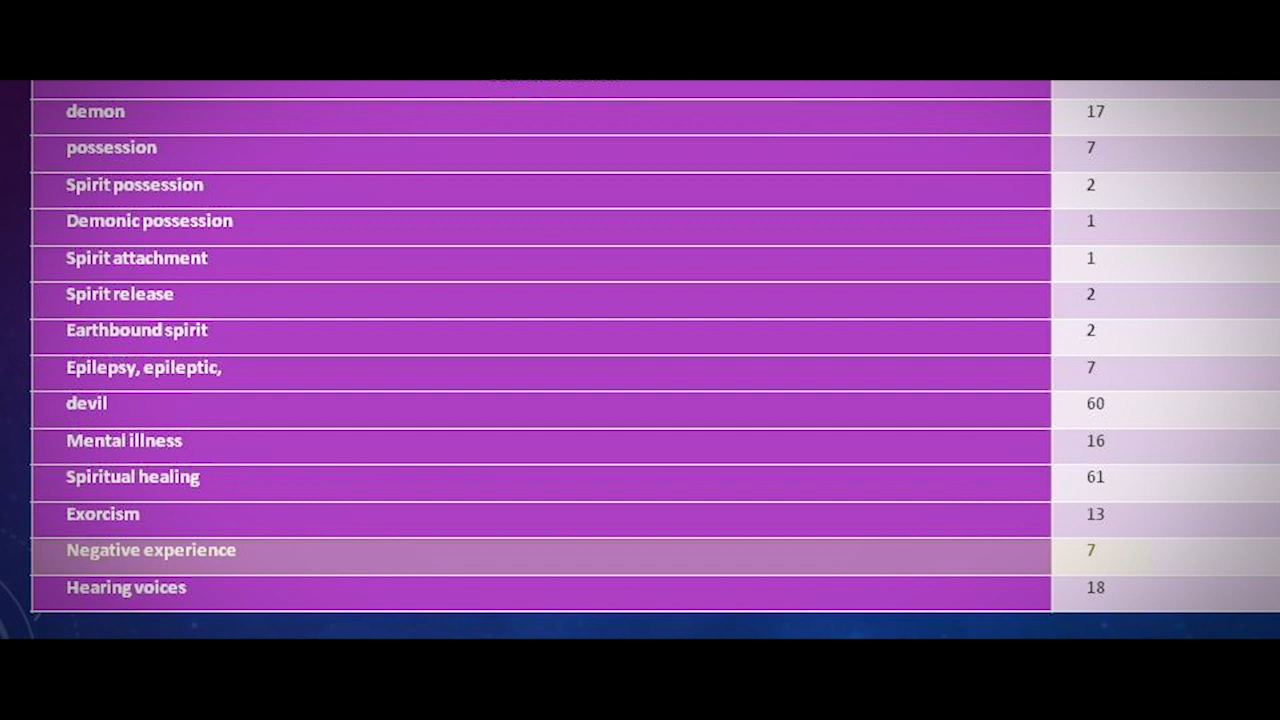 demon 17
possession 7
Spirit possession 2
Demonic possession 1
Spirit attachment 1
Spirit release 2
Earthbound spirit 2
Epilepsy, epileptic, 7
devil 60
Mental illness 16
Spiritual healing 61
Exorcism 13
Negative experience 7
Hearing voices 18